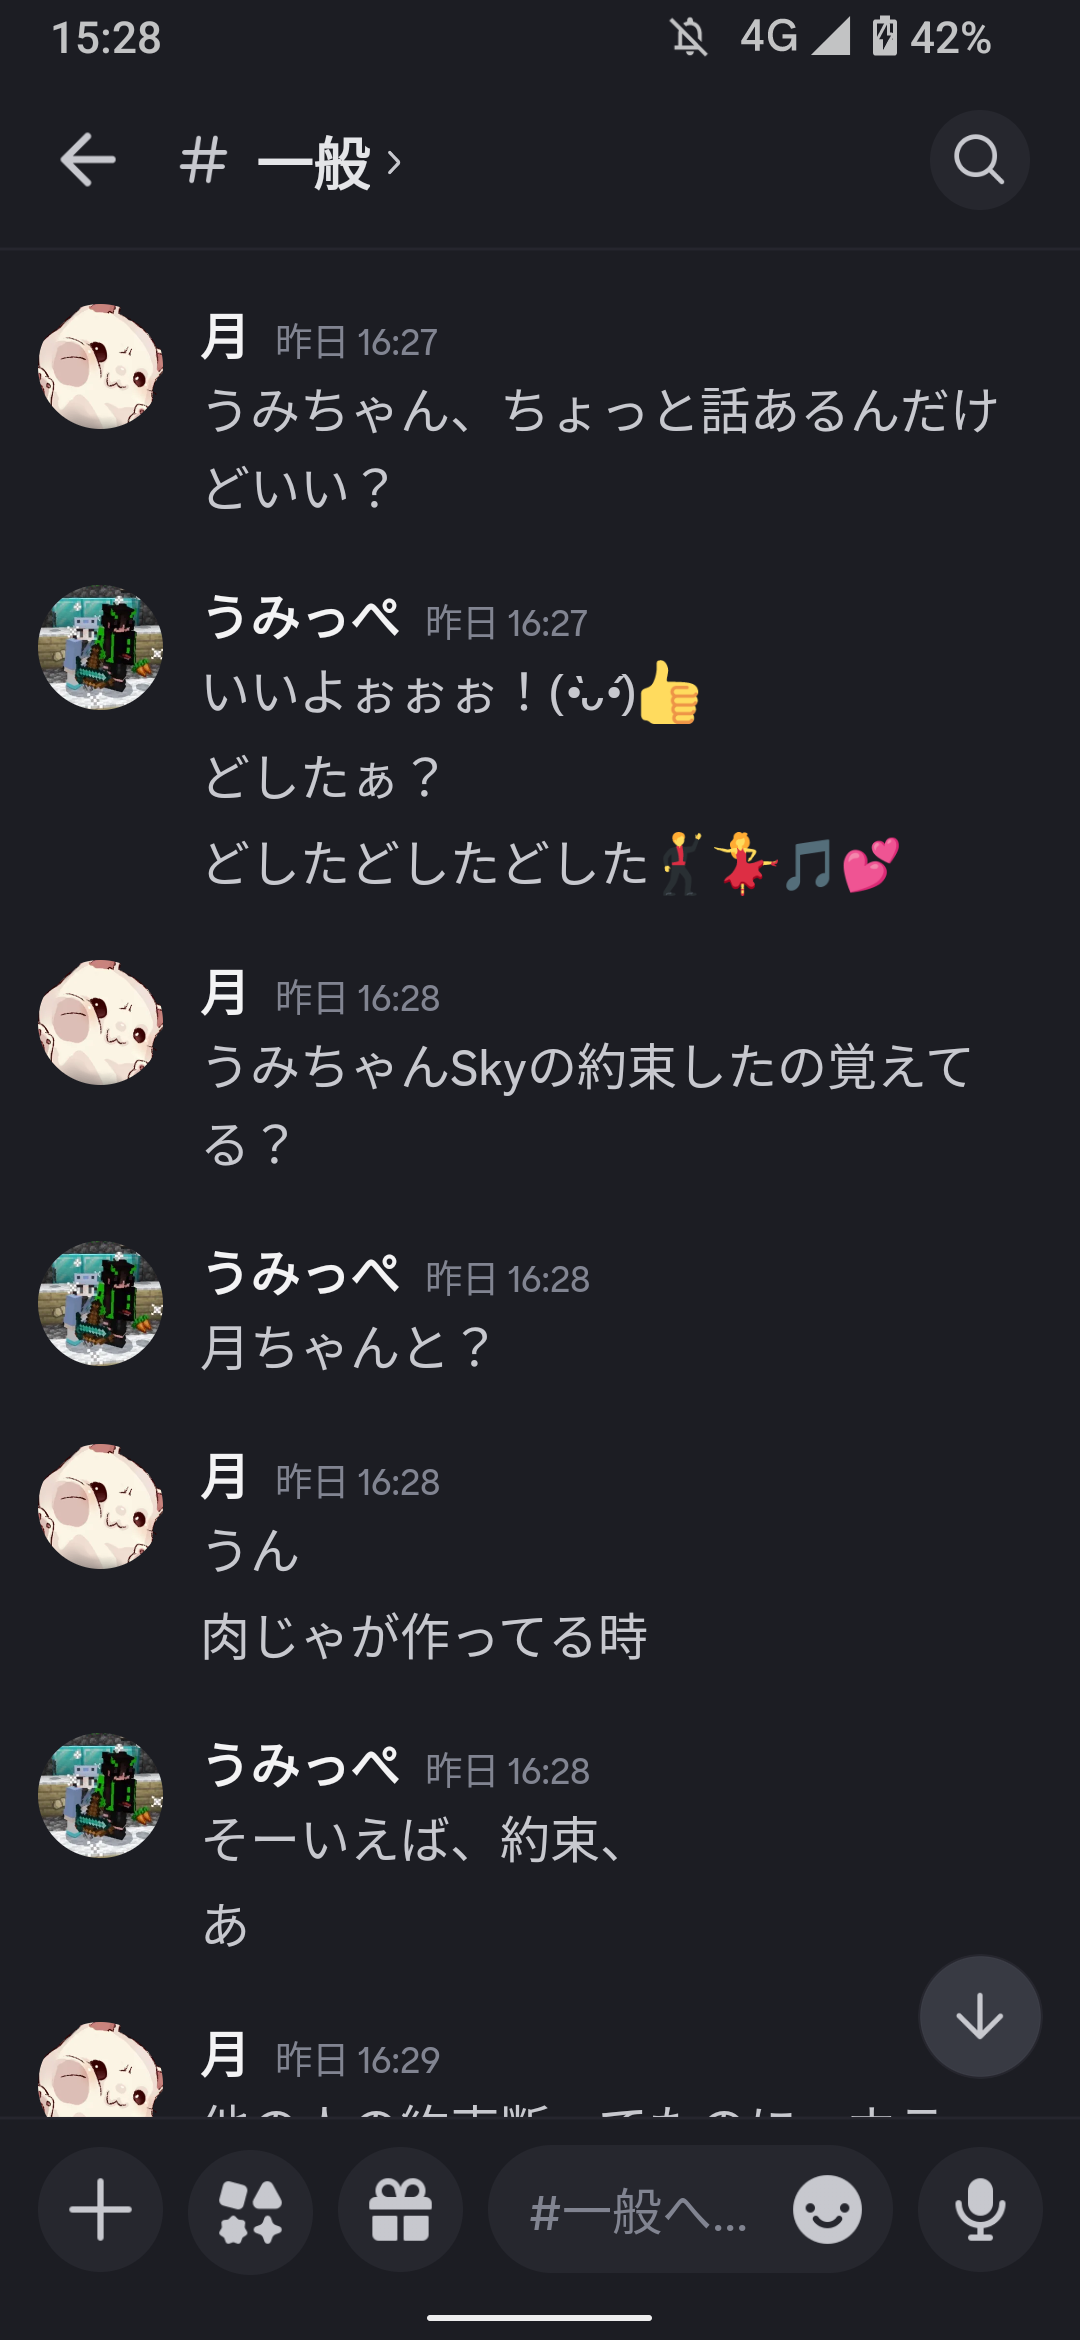 15:28 4G 42%
# 一般 ›
月 昨日 16:27
うみちゃん、ちょっと話あるんだけ
どいい？
うみっぺ 昨日 16:27
いいよぉぉぉ！(•̀ᴗ•́)👍
どしたぁ？
どしたどしたどした🕺💃🎵💕
月 昨日 16:28
うみちゃんSkyの約束したの覚えて
る？
うみっぺ 昨日 16:28
月ちゃんと？
月 昨日 16:28
うん
肉じゃが作ってる時
うみっぺ 昨日 16:28
そーいえば、約束、
あ
月 昨日 16:29
#一般へ...